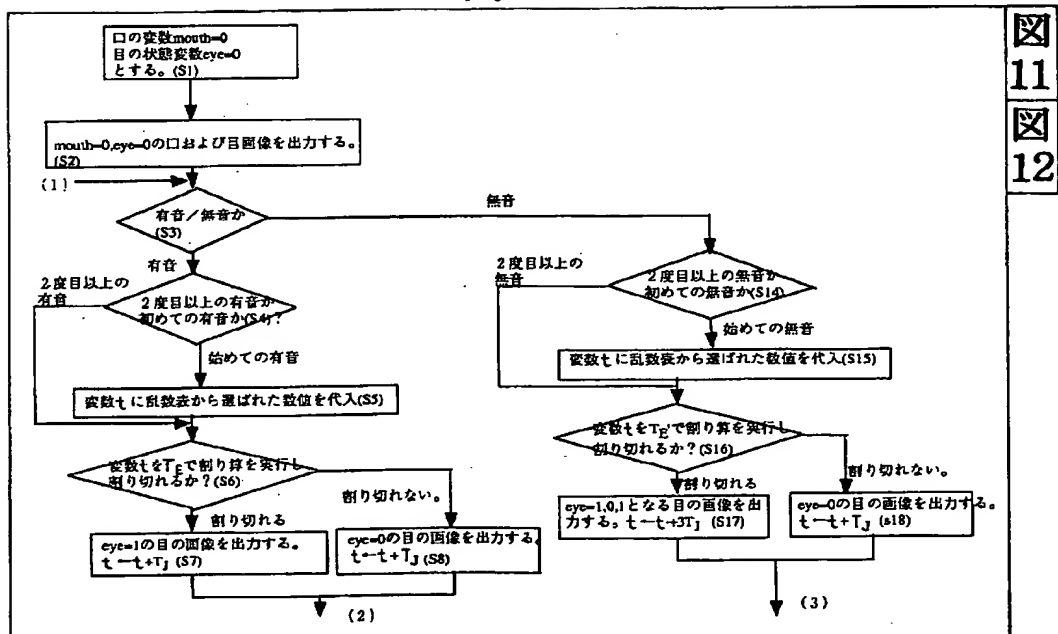 口の変数mouth=0
目の状態変数eye=0
とする。(S1)
mouth=0,eye=0の口および目画像を出力する。
(S2)
(1)
有音／無音か
(S3)
無音
有音
2度目以上の
有音
2度目以上の有音か
初めての有音か(S4)?
始めての有音
変数tに乱数表から選ばれた数値を代入(S5)
変数tをTEで割り算を実行し
割り切れるか?(S6)
割り切れる
割り切れない。
eye=1の目の画像を出力する。
t←t+TJ (S7)
eye=0の目の画像を出力する。
t←t+TJ (S8)
(2)
2度目以上の
無音
2度目以上の無音か
初めての無音か(S14)
始めての無音
変数tに乱数表から選ばれた数値を代入(S15)
変数tをTE'で割り算を実行し
割り切れるか?(S16)
割り切れる
割り切れない。
eye=1,0,1となる目の画像を出
力する。t←t+3TJ (S17)
eye=0の目の画像を出力する。
t←t+TJ (s18)
(3)
図
11
図
12